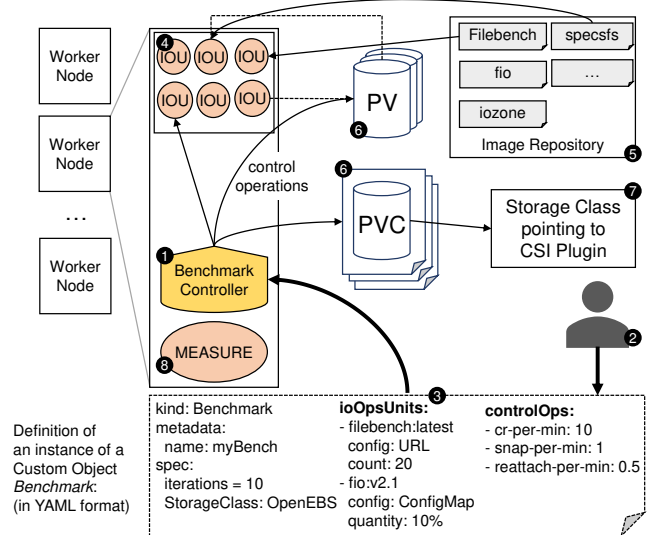 Worker
Node
Worker
Node
...
Worker
Node
4
IOU IOU IOU
IOU IOU IOU
PV
6
Filebench specsfs
fio ...
iozone
Image Repository
5
control
operations
6
PVC
7
Storage Class
pointing to
CSI Plugin
1
Benchmark
Controller
8
MEASURE
2
3
Definition of
an instance of a
Custom Object
Benchmark:
(in YAML format)
kind: Benchmark
metadata:
name: myBench
spec:
iterations = 10
StorageClass: OpenEBS
ioOpsUnits:
- filebench:latest
config: URL
count: 20
- fio:v2.1
config: ConfigMap
quantity: 10%
controlOps:
- cr-per-min: 10
- snap-per-min: 1
- reattach-per-min: 0.5